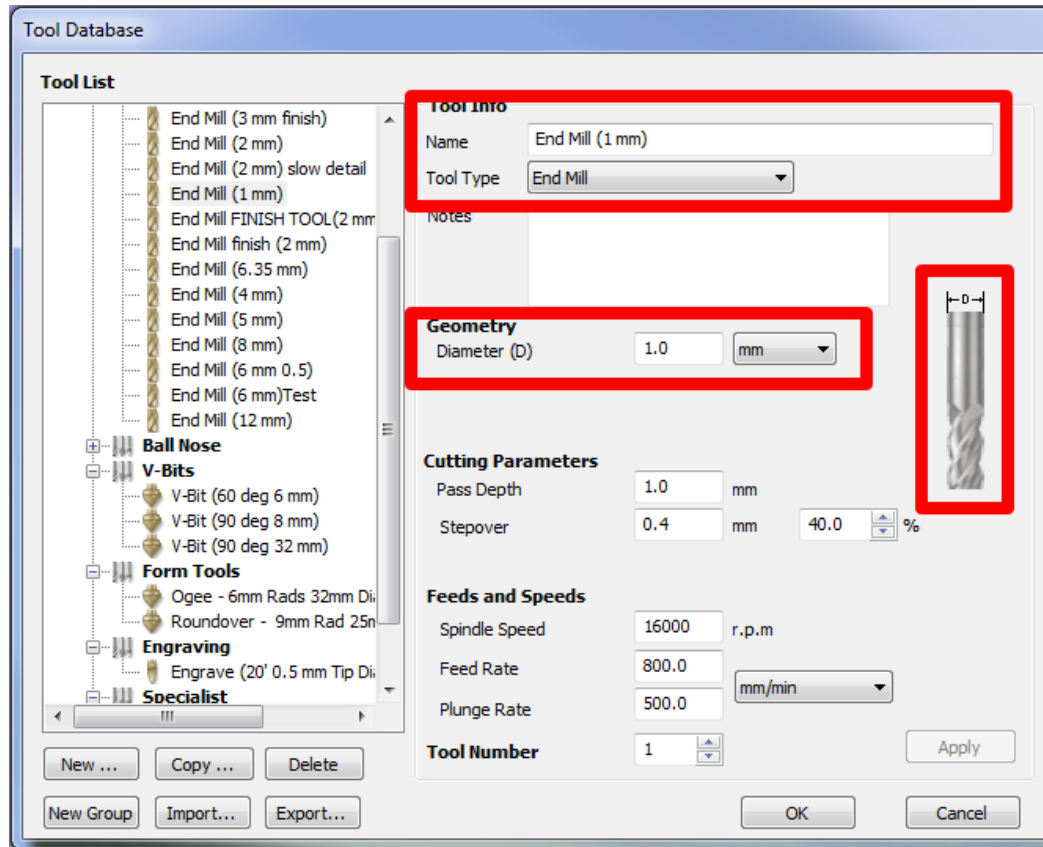 Tool Database
Tool List
End Mill (3 mm finish)
End Mill (2 mm)
End Mill (2 mm) slow detail
End Mill (1 mm)
End Mill FINISH TOOL(2 mm
End Mill finish (2 mm)
End Mill (6.35 mm)
End Mill (4 mm)
End Mill (5 mm)
End Mill (8 mm)
End Mill (6 mm 0.5)
End Mill (6 mm)Test
End Mill (12 mm)
Ball Nose
V-Bits
V-Bit (60 deg 6 mm)
V-Bit (90 deg 8 mm)
V-Bit (90 deg 32 mm)
Form Tools
Ogee - 6mm Rads 32mm Di
Roundover - 9mm Rad 25
Engraving
Engrave (20' 0.5 mm Tip Di
Specialist
New ...
Copy ...
Delete
New Group
Import...
Export...
Tool Info
Name End Mill (1 mm)
Tool Type End Mill
Notes
Geometry
Diameter (D) 1.0 mm
D
Cutting Parameters
Pass Depth 1.0 mm
Stepover 0.4 mm 40.0 %
Feeds and Speeds
Spindle Speed 16000 r.p.m
Feed Rate 800.0
mm/min
Plunge Rate 500.0
Tool Number 1
Apply
OK
Cancel